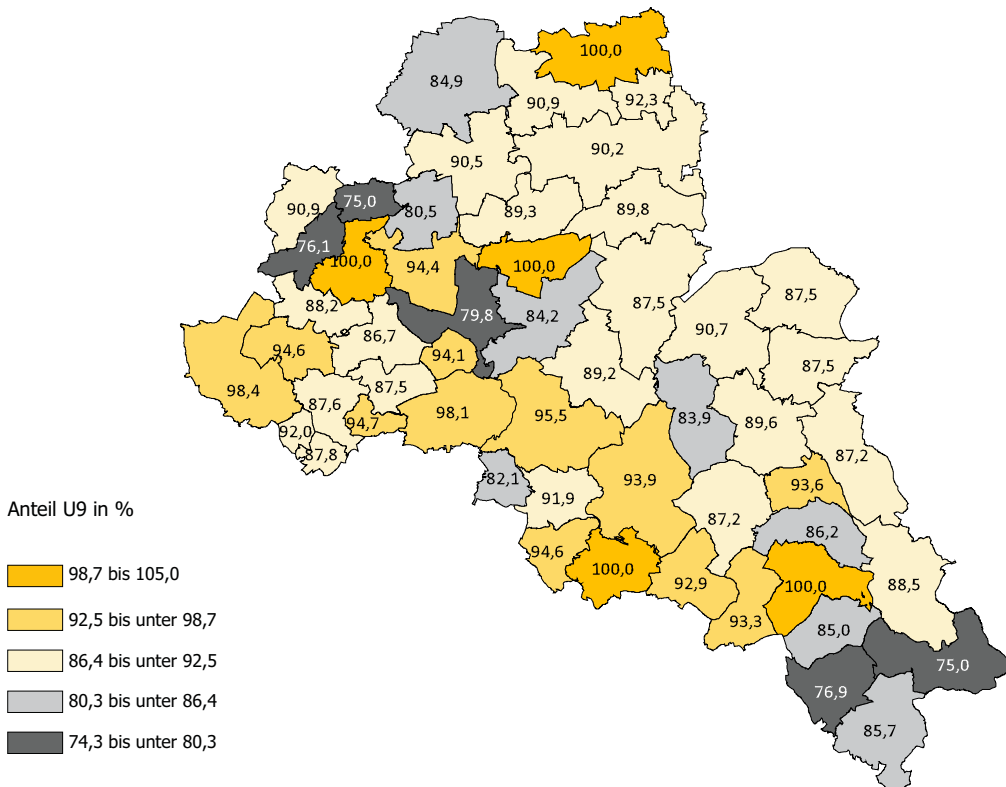 100,0
84,9
90,9 92,3
90,5 90,2
90,9 75,0 80,5 89,3 89,8
76,1 100,0 94,4 100,0
88,2 79,8 84,2 87,5 90,7 87,5
94,6 86,7 94,1 87,5
98,4 87,6 87,5 89,2
92,0 94,7 98,1 95,5 83,9 89,6
87,8 87,2
82,1 91,9 93,9 93,6
Anteil U9 in % 87,2 86,2
94,6
98,7 bis 105,0 100,0 92,9 100,0 88,5
92,5 bis unter 98,7 93,3 85,0
86,4 bis unter 92,5 75,0
80,3 bis unter 86,4 76,9
74,3 bis unter 80,3 85,7